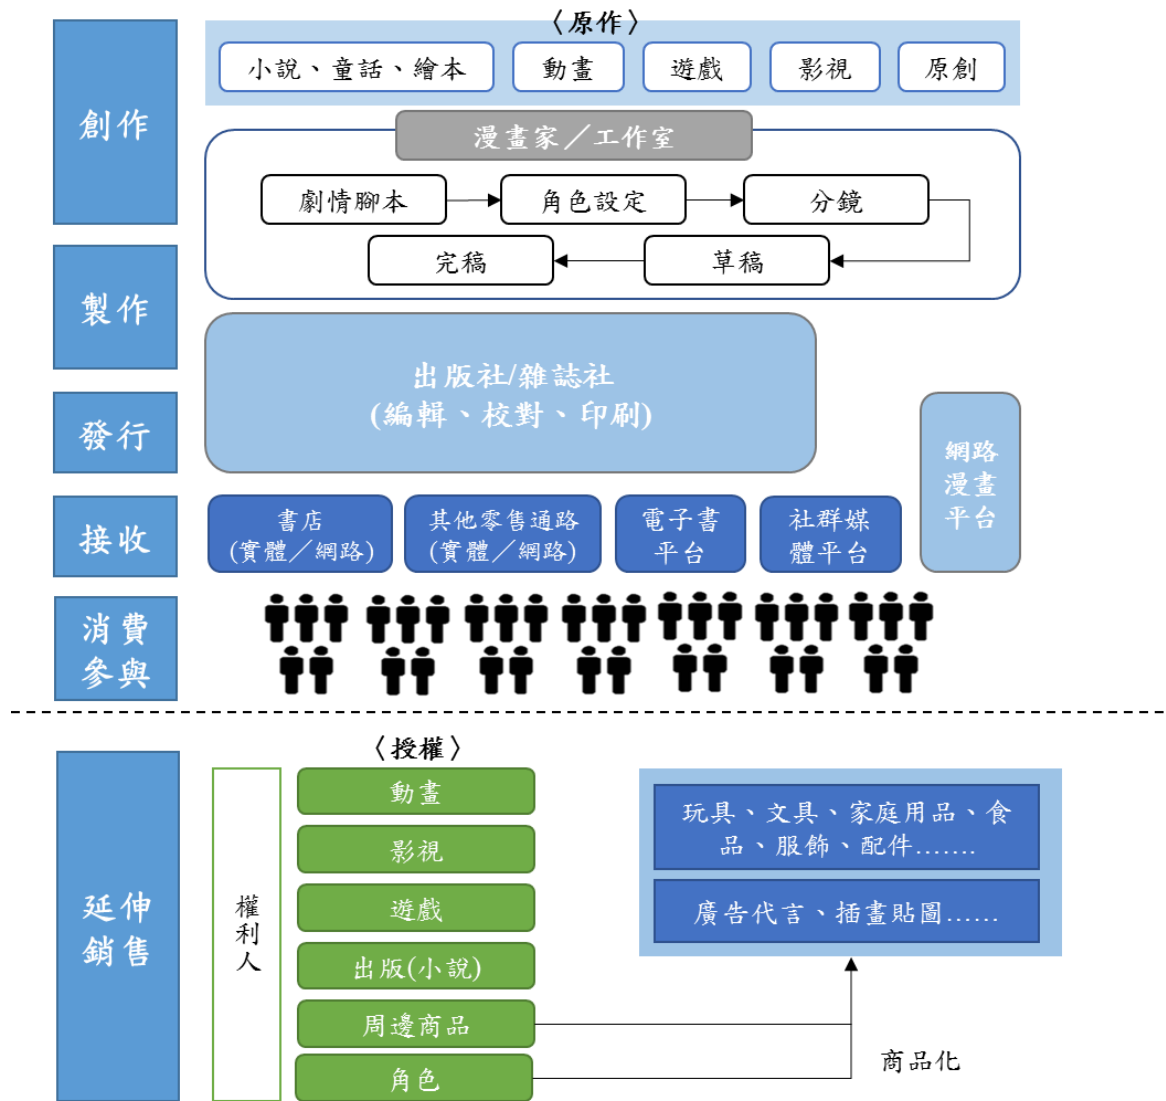 〈原作〉
創作
小說、童話、繪本
動畫
遊戲
影視
原創
漫畫家／工作室
劇情腳本
角色設定
分鏡
完稿
草稿
製作
出版社/雜誌社
(編輯、校對、印刷)
發行
網路
漫畫
平台
接收
書店
(實體／網路)
其他零售通路
(實體／網路)
電子書
平台
社群媒
體平台
消費
參與
〈授權〉
延伸
銷售
權
利
人
動畫
影視
遊戲
出版(小說)
周邊商品
角色
玩具、文具、家庭用品、食
品、服飾、配件.……
廣告代言、插畫貼圖……
商品化